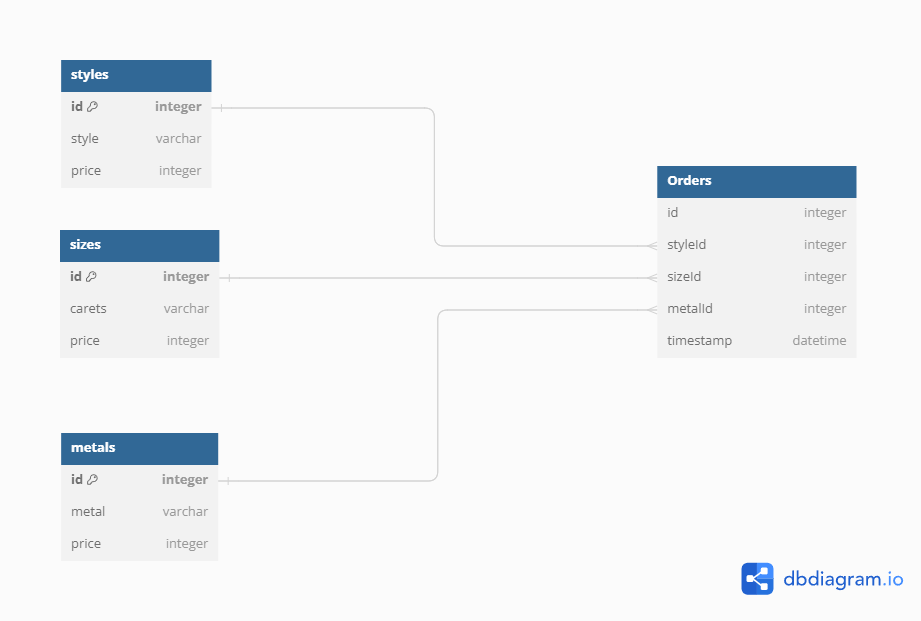 styles
id integer
style varchar
price integer
sizes
id integer
carets varchar
price integer
metals
id integer
metal varchar
price integer
Orders
id integer
styleId integer
sizeId integer
metalId integer
timestamp datetime
dbdiagram.io